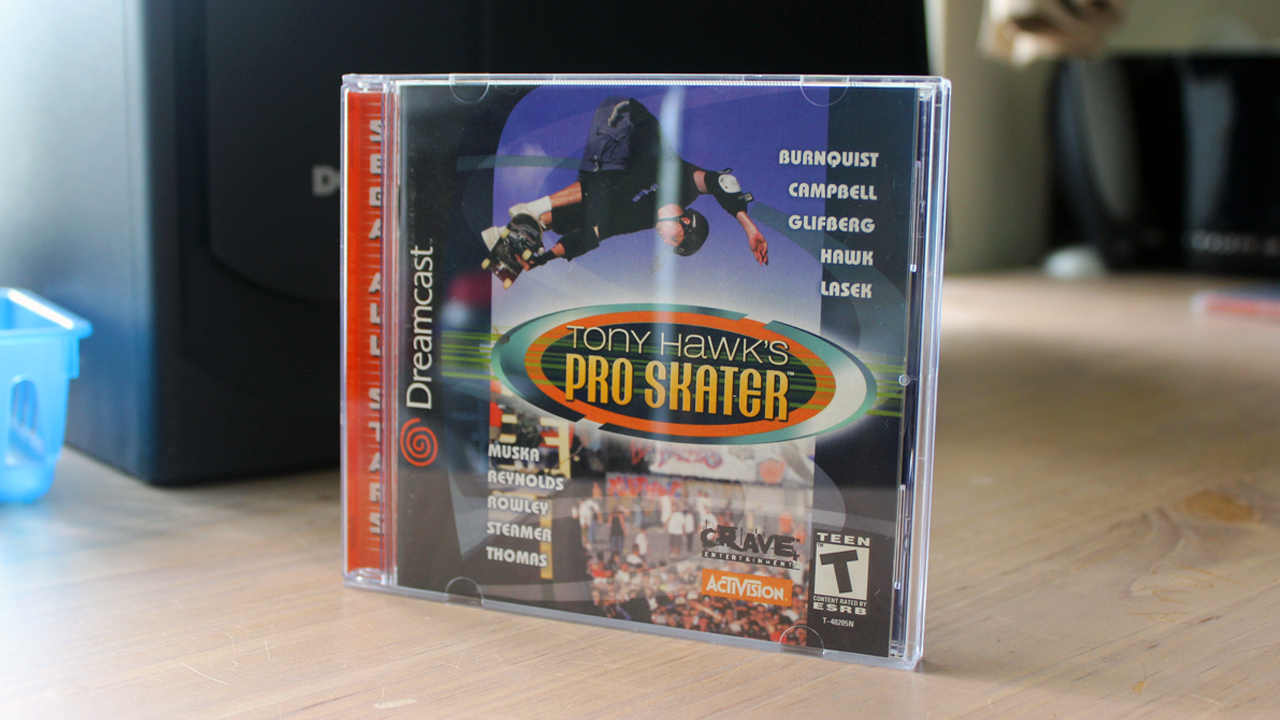 SEGA ALL STARS
Dreamcast
BURNQUIST
CAMPBELL
GLIFBERG
HAWK
LASEK
TONY HAWK'S
PRO SKATER™
MUSKA
REYNOLDS
ROWLEY
STEAMER
THOMAS
CRAVE
ENTERTAINMENT
ACTIVISION
TEEN
T
CONTENT RATED BY
ESRB
T-40205N